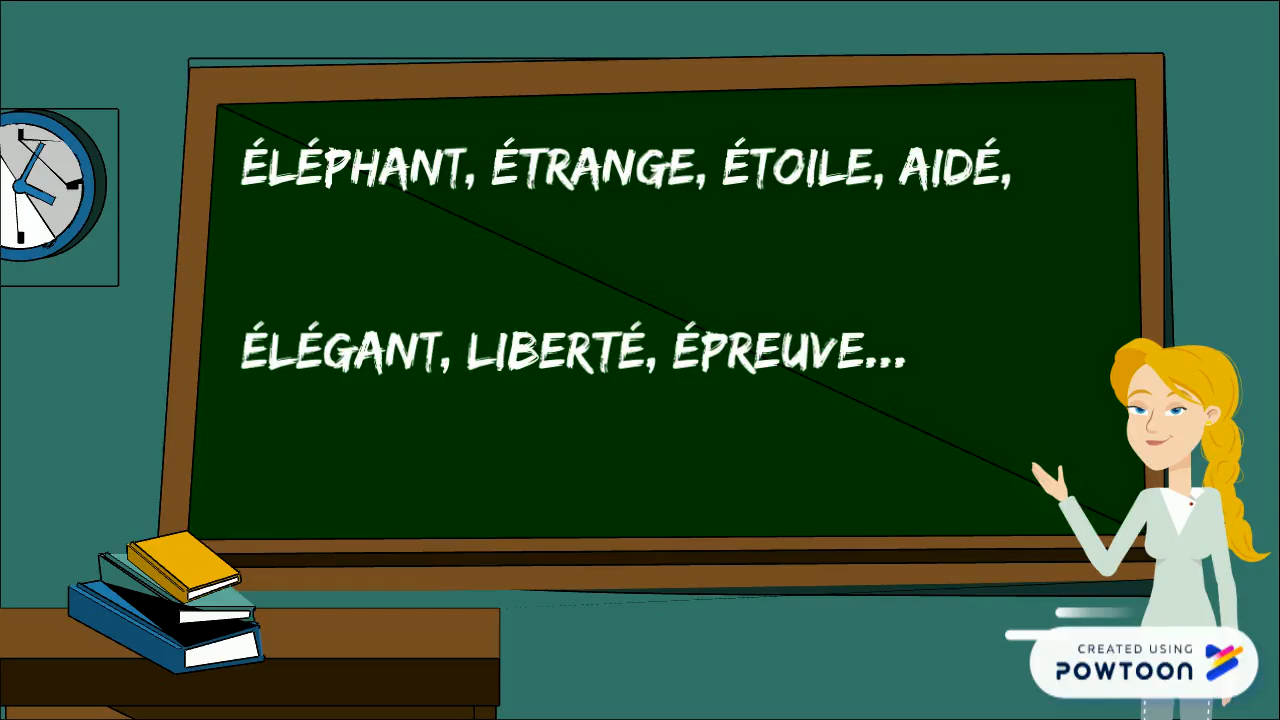 ÉLÉPHANT, ÉTRANGE, ÉTOILE, AIDÉ,
ÉLÉGANT, LIBERTÉ, ÉPREUVE...
CREATED USING
POWTOON